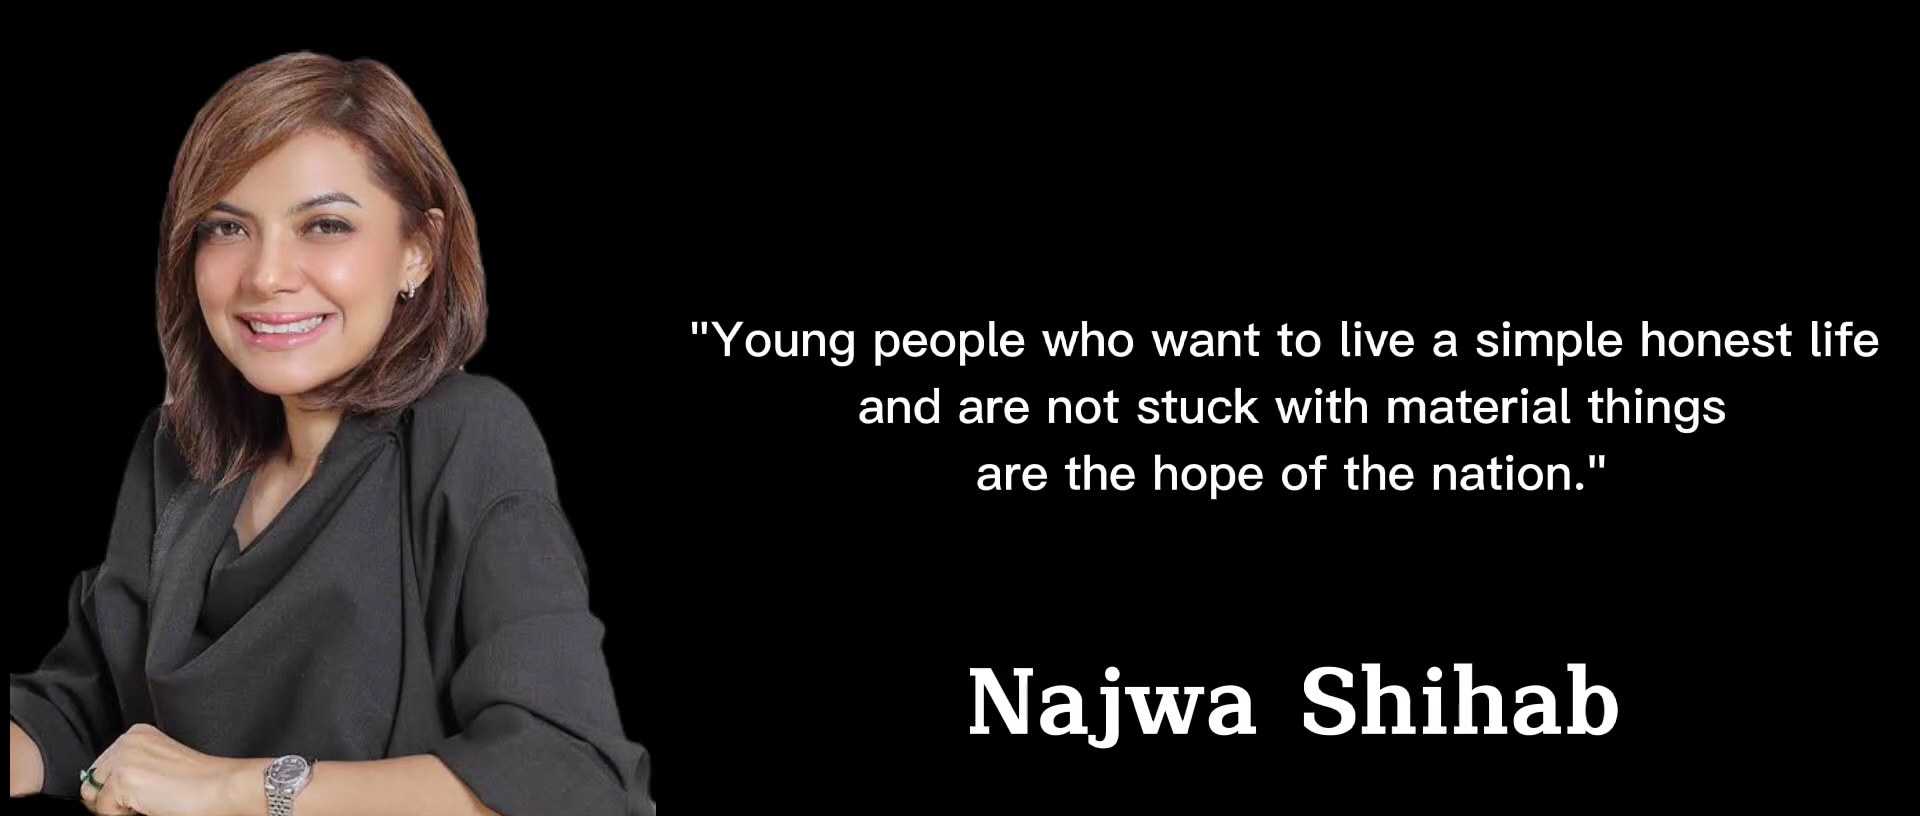 "Young people who want to live a simple honest life
and are not stuck with material things
are the hope of the nation."
Najwa Shihab